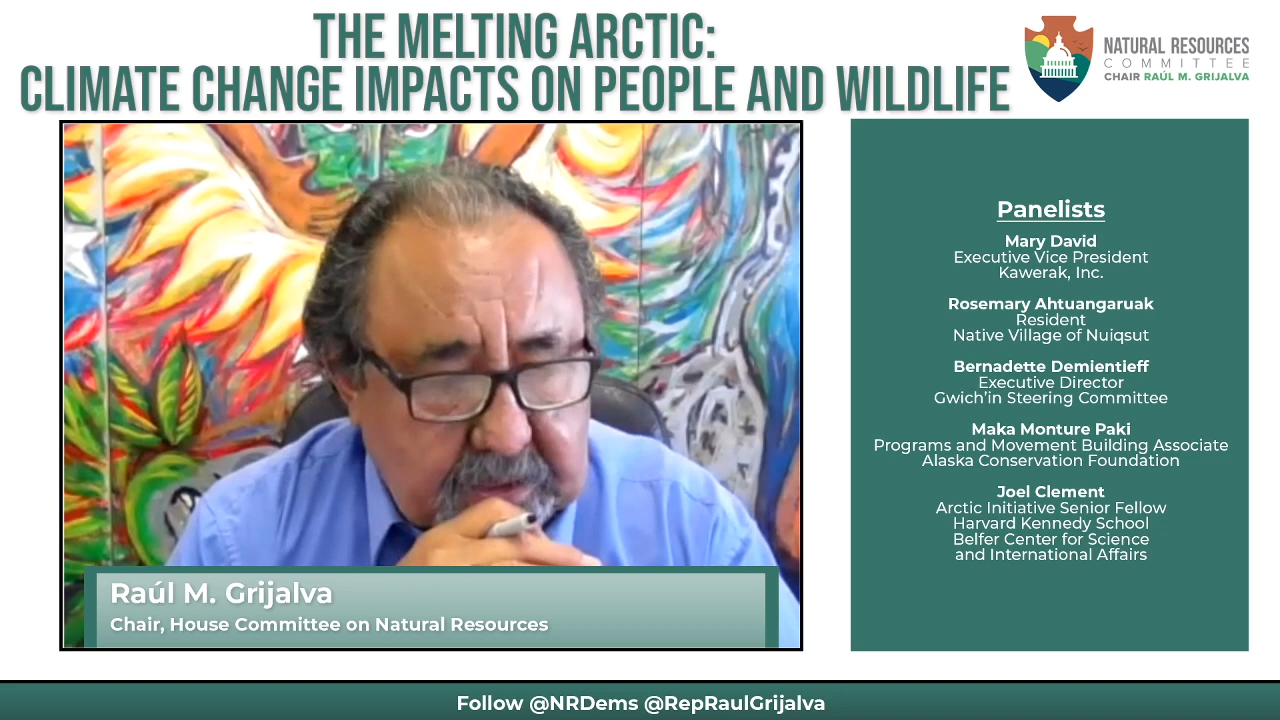 THE MELTING ARCTIC:
CLIMATE CHANGE IMPACTS ON PEOPLE AND WILDLIFE
NATURAL RESOURCES
COMMITTEE
CHAIR RAÚL M. GRIJALVA
Panelists
Mary David
Executive Vice President
Kawerak, Inc.
Rosemary Ahtuangaruak
Resident
Native Village of Nuiqsut
Bernadette Demientieff
Executive Director
Gwich'in Steering Committee
Maka Monture Paki
Programs and Movement Building Associate
Alaska Conservation Foundation
Joel Clement
Arctic Initiative Senior Fellow
Harvard Kennedy School
Belfer Center for Science
and International Affairs
Raúl M. Grijalva
Chair, House Committee on Natural Resources
Follow @NRDems @RepRaulGrijalva